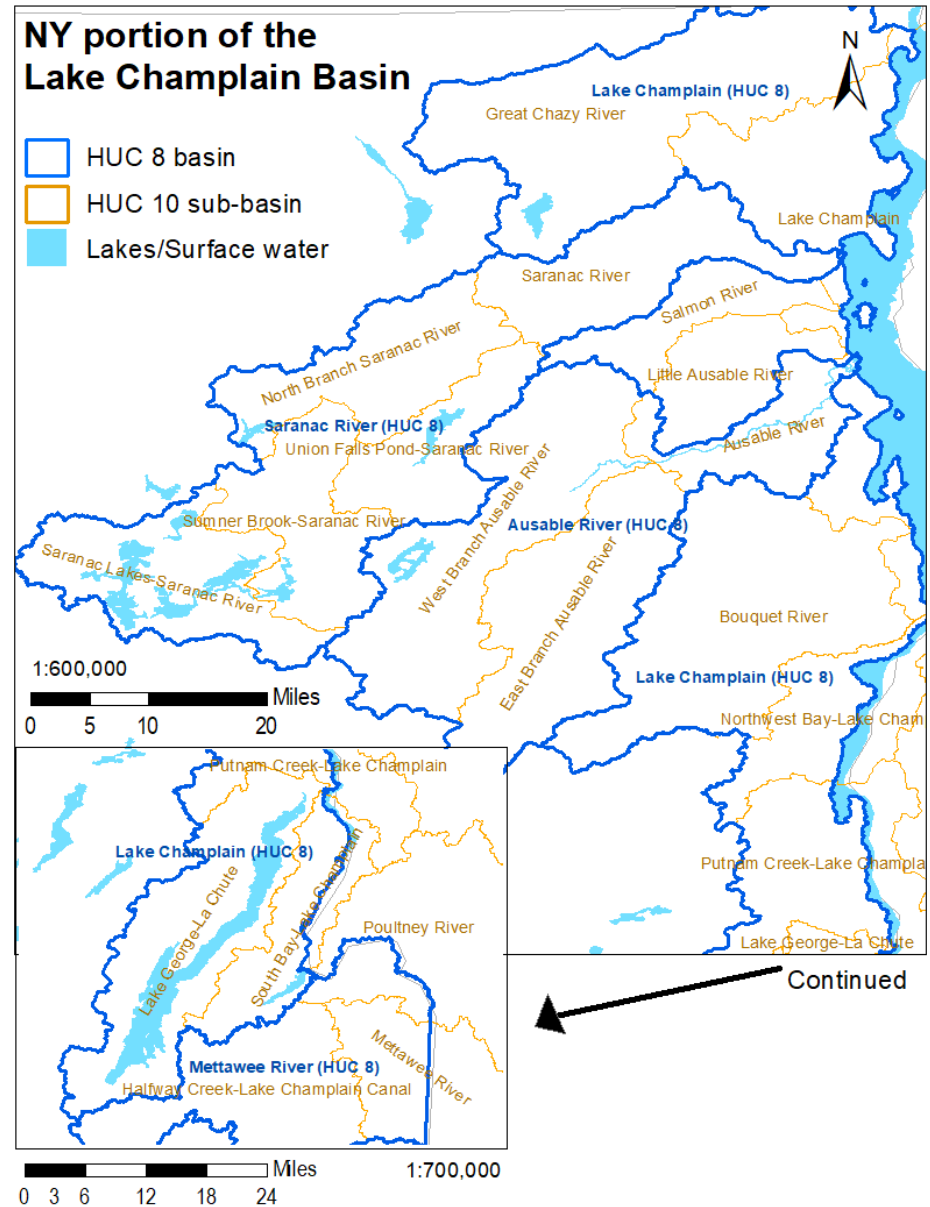 NY portion of the
Lake Champlain Basin
HUC 8 basin
HUC 10 sub-basin
Lakes/Surface water
N
Lake Champlain (HUC 8)
Great Chazy River
Lake Champlain
Saranac River
Salmon River
North Branch Saranac River
Little Ausable River
Saranac River (HUC 8)
Ausable River
Union Falls Pond-Saranac River
West Branch Ausable River
Sumner Brook-Saranac River
Ausable River (HUC 8)
Saranac Lakes-Saranac River
East Branch Ausable River
Bouquet River
1:600,000
Lake Champlain (HUC 8)
Miles
0 5 10 20
Northwest Bay-Lake Cham
Putnam Creek-Lake Champlain
Lake Champlain (HUC 8)
Putnam Creek-Lake Champla
Lake George-La Chute
South Bay-Lake Champlain
Poultney River
Lake George-La Chute
Continued
Mettawee River
Mettawee River (HUC 8)
Halfway Creek-Lake Champlain Canal
Miles
1:700,000
0 3 6 12 18 24